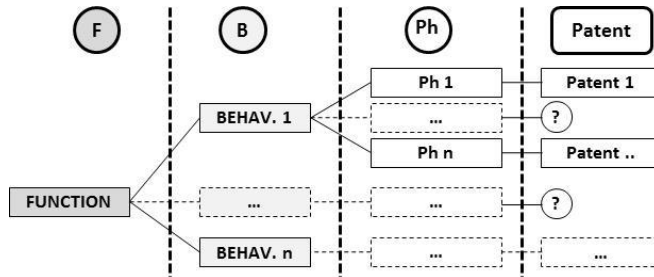 F B Ph Patent
Ph 1 Patent 1
BEHAV. 1 ... ?
Ph n Patent ..
FUNCTION ... ... ?
BEHAV. n ... ...